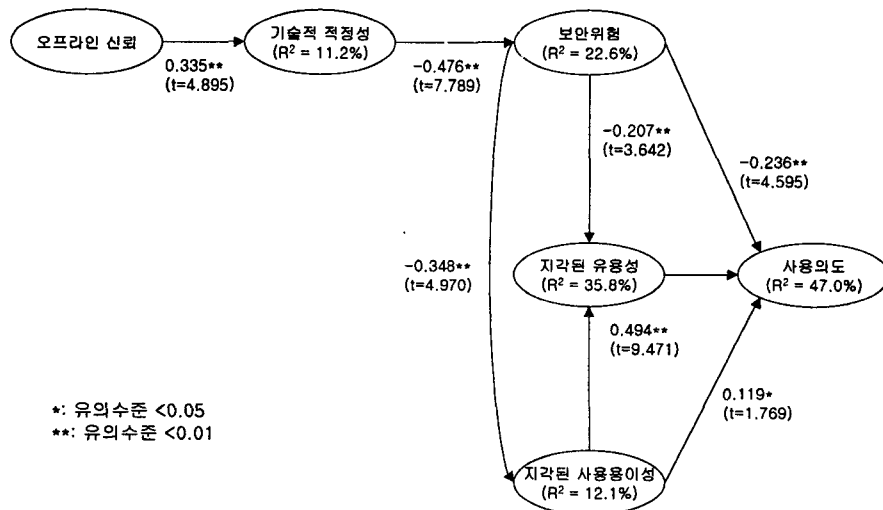 오프라인 신뢰
기술적 적정성
(R² = 11.2%)
보안위험
(R² = 22.6%)
0.335**
(t=4.895)
-0.476**
(t=7.789)
-0.207**
(t=3.642)
-0.236**
(t=4.595)
-0.348**
(t=4.970)
지각된 유용성
(R² = 35.8%)
사용의도
(R² = 47.0%)
0.494**
(t=9.471)
0.119*
(t=1.769)
*: 유의수준 <0.05
**: 유의수준 <0.01
지각된 사용용이성
(R² = 12.1%)